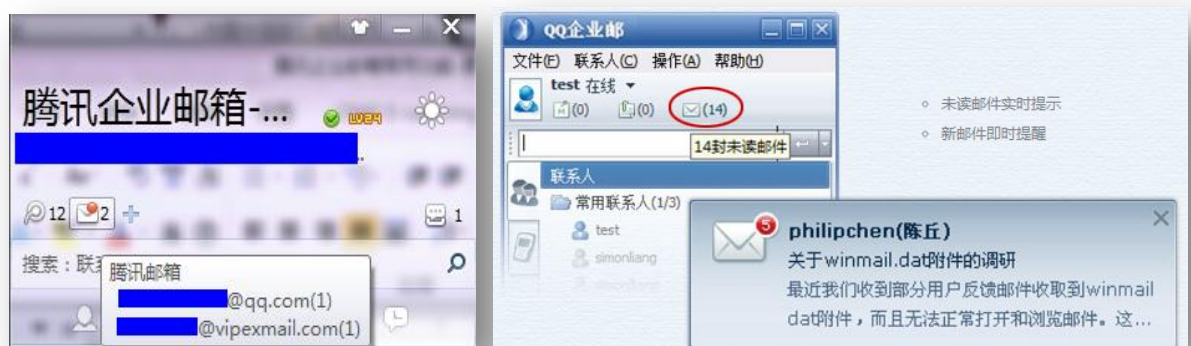 腾讯企业邮箱-...
LV24
..
12 2 1
搜索：联系
腾讯邮箱
@qq.com(1)
@vipexmail.com(1)
QQ企业邮
文件(F) 联系人(C) 操作(A) 帮助(H)
test 在线
(0) (0) (14)
14封未读邮件
联系人
常用联系人(1/3)
test
simonliang
未读邮件实时提示
新邮件即时提醒
5
philipchen(陈丘)
关于winmail.dat附件的调研
最近我们收到部分用户反馈邮件收取到winmail
dat附件，而且无法正常打开和浏览邮件。这...